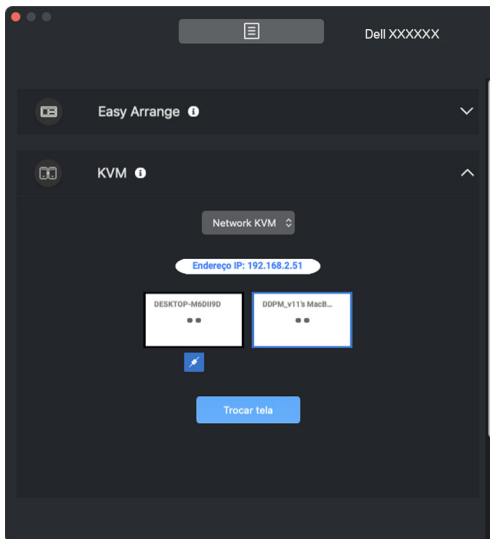 Dell XXXXXX
Easy Arrange
KVM
Network KVM
Endereço IP: 192.168.2.51
DESKTOP-M6DII9D
DDPM_v11's MacB...
Trocar tela